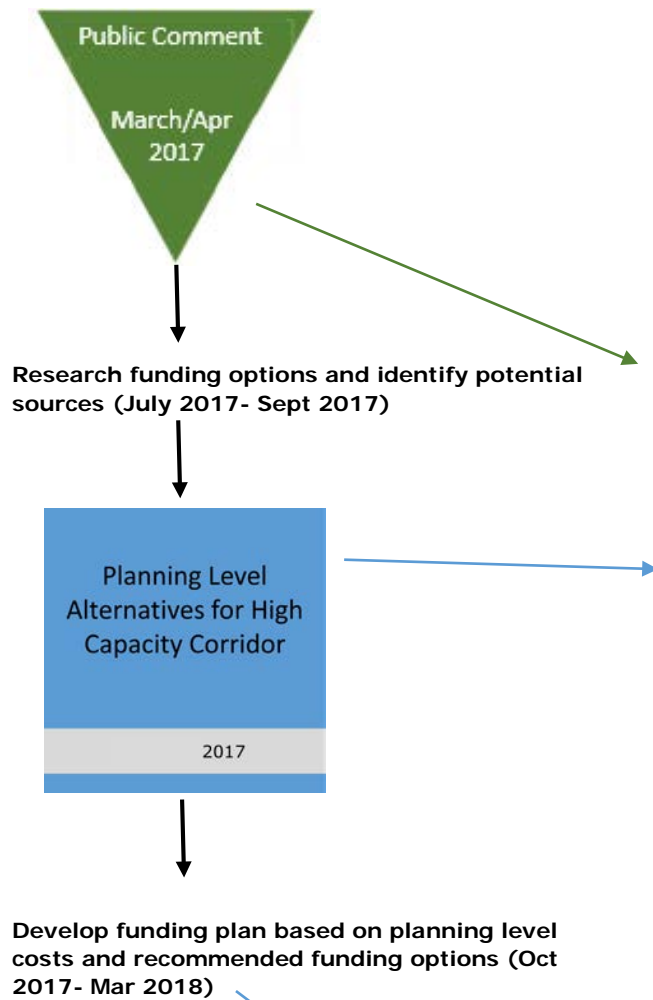 Public Comment
March/Apr
2017
Research funding options and identify potential
sources (July 2017- Sept 2017)
Planning Level
Alternatives for High
Capacity Corridor
2017
Develop funding plan based on planning level
costs and recommended funding options (Oct
2017- Mar 2018)